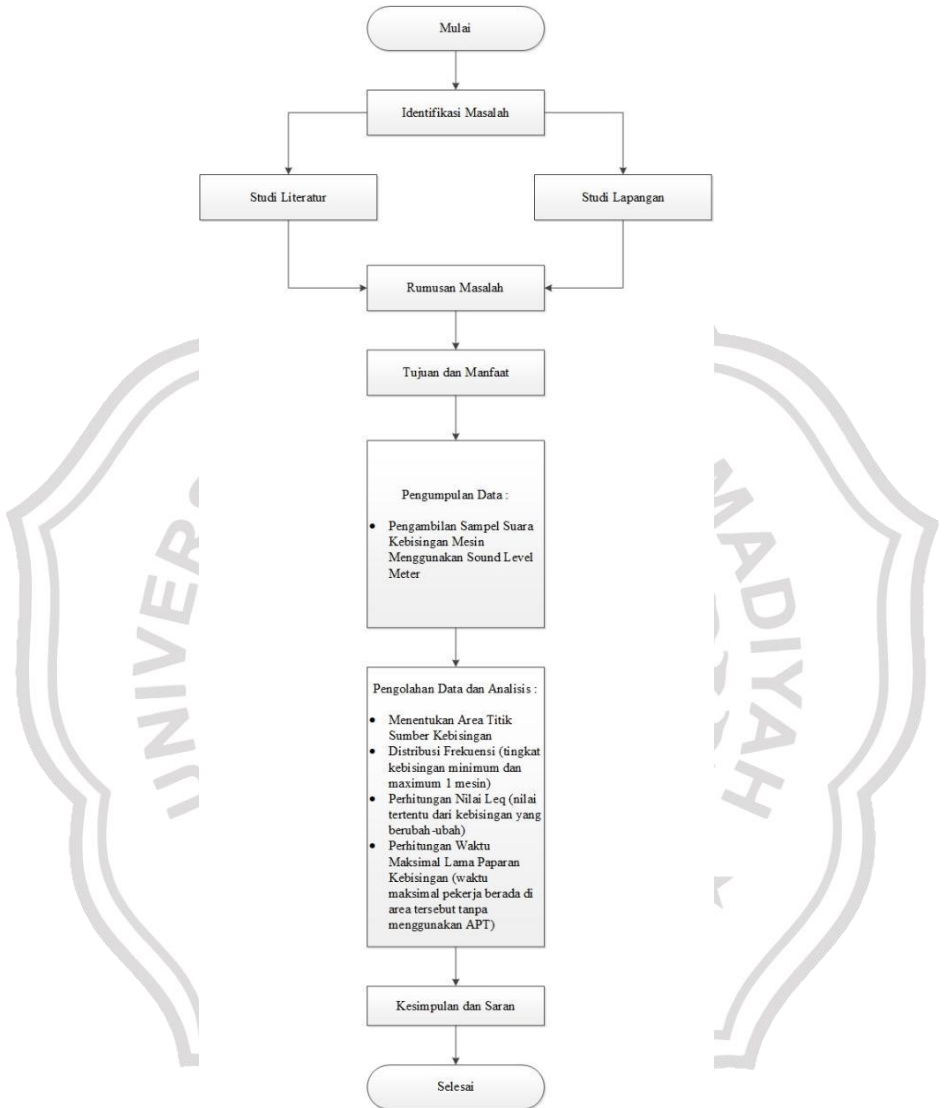 Mulai
Identifikasi Masalah
Studi Literatur
Studi Lapangan
Rumusan Masalah
Tujuan dan Manfaat
Pengumpulan Data :
• Pengambilan Sampel Suara
Kebisingan Mesin
Menggunakan Sound Level
Meter
Pengolahan Data dan Analisis :
• Menentukan Area Titik
Sumber Kebisingan
• Distribusi Frekuensi (tingkat
kebisingan minimum dan
maximum 1 mesin)
• Perhitungan Nilai Leq (nilai
tertentu dari kebisingan yang
berubah-ubah)
• Perhitungan Waktu
Maksimal Lama Paparan
Kebisingan (waktu
maksimal pekerja berada di
area tersebut tanpa
menggunakan APT)
Kesimpulan dan Saran
Selesai
UNIVERS
MADIYAH